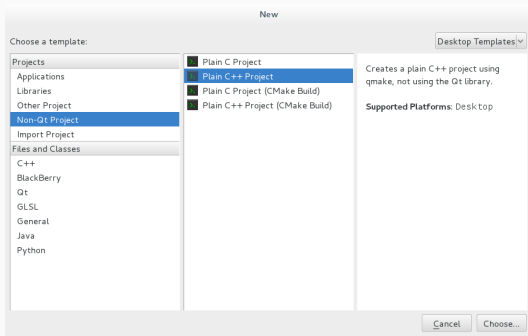 New
Choose a template:
Desktop Templates
Projects
Applications
Libraries
Other Project
Non-Qt Project
Import Project
Files and Classes
C++
BlackBerry
Qt
GLSL
General
Java
Python
Plain C Project
Plain C++ Project
Plain C Project (CMake Build)
Plain C++ Project (CMake Build)
Creates a plain C++ project using
qmake, not using the Qt library.
Supported Platforms: Desktop
Cancel
Choose...